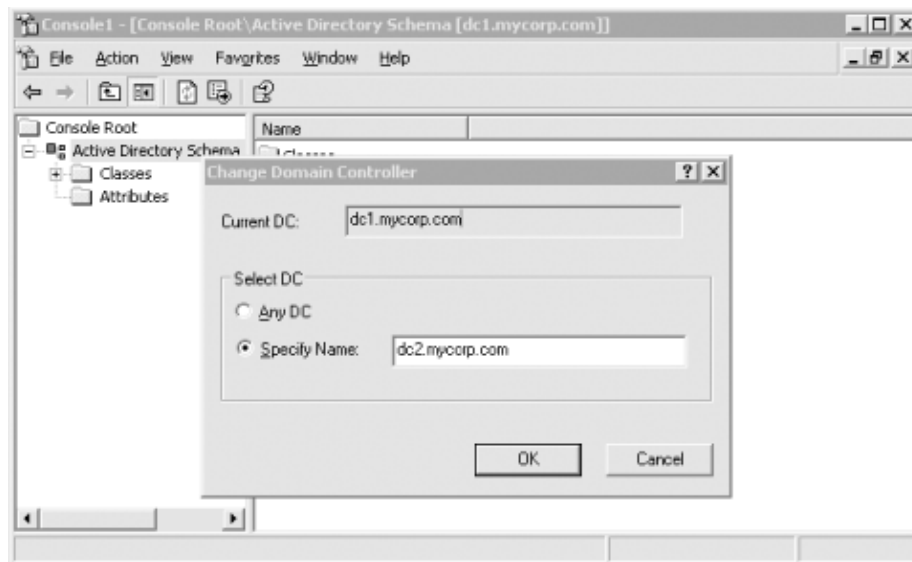 Console1 - [Console Root\Active Directory Schema [dc1.mycorp.com]]
File Action View Favorites Window Help
Console Root
Name
Active Directory Schema
Classes
Classes
Attributes
Change Domain Controller
Current DC:
dc1.mycorp.com
Select DC
Any DC
Specify Name:
dc2.mycorp.com
OK
Cancel